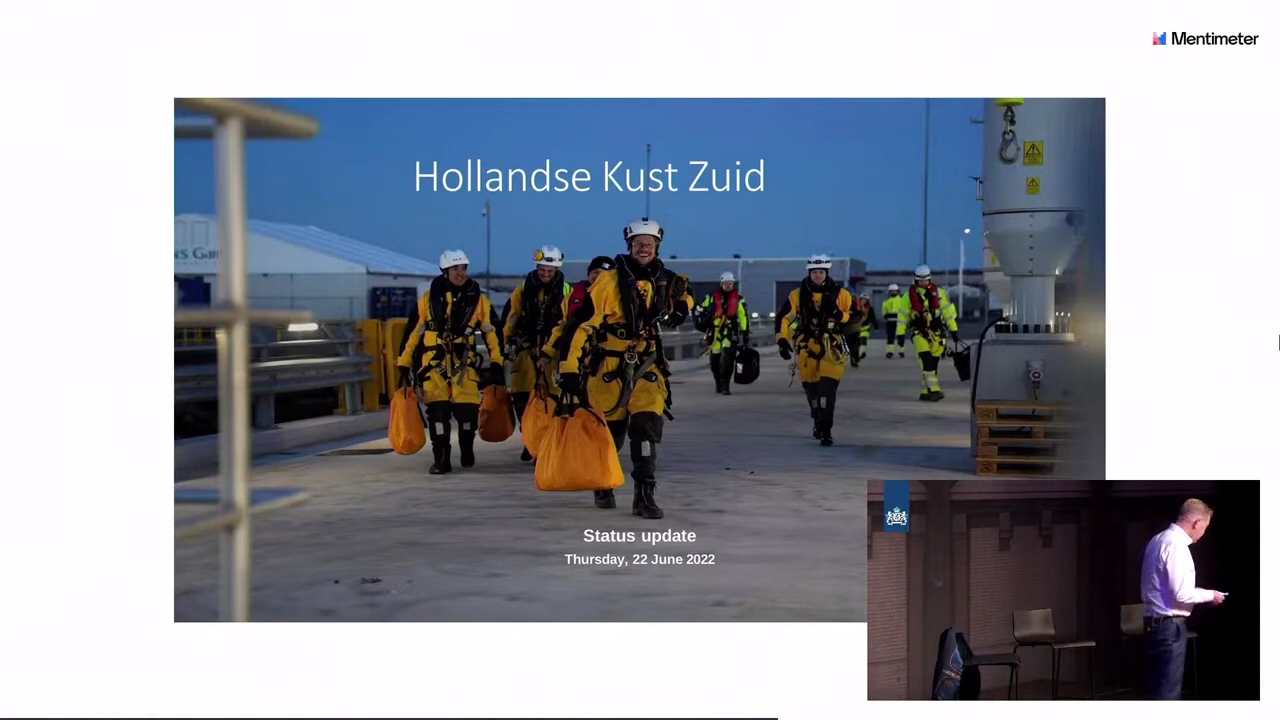 Mentimeter
Hollandse Kust Zuid
Status update
Thursday, 22 June 2022